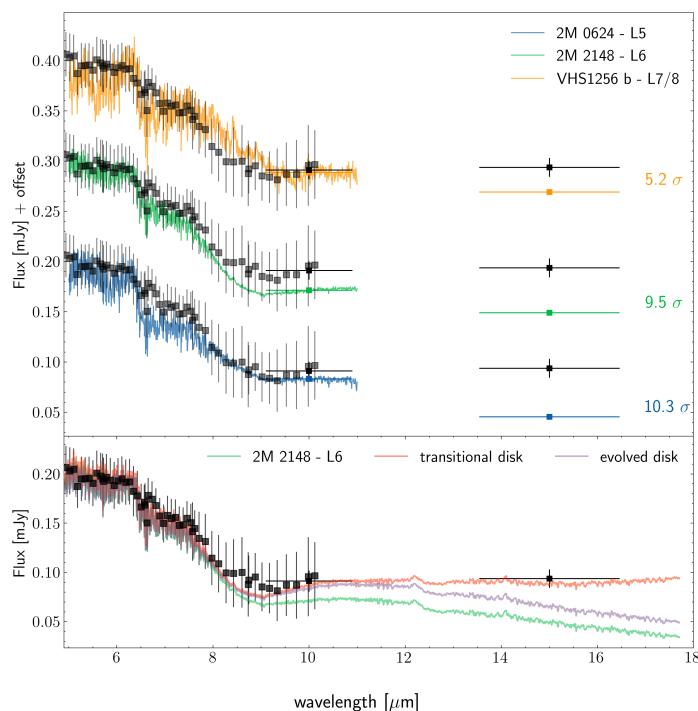 2M 0624 - L5
2M 2148 - L6
VHS1256 b - L7/8
0.40
0.35
0.30
0.25
0.20
0.15
0.10
0.05
Flux [mJy] + offset
5.2 σ
9.5 σ
10.3 σ
2M 2148 - L6
transitional disk
evolved disk
0.20
0.15
0.10
0.05
Flux [mJy]
6
8
10
12
14
16
18
wavelength [μm]